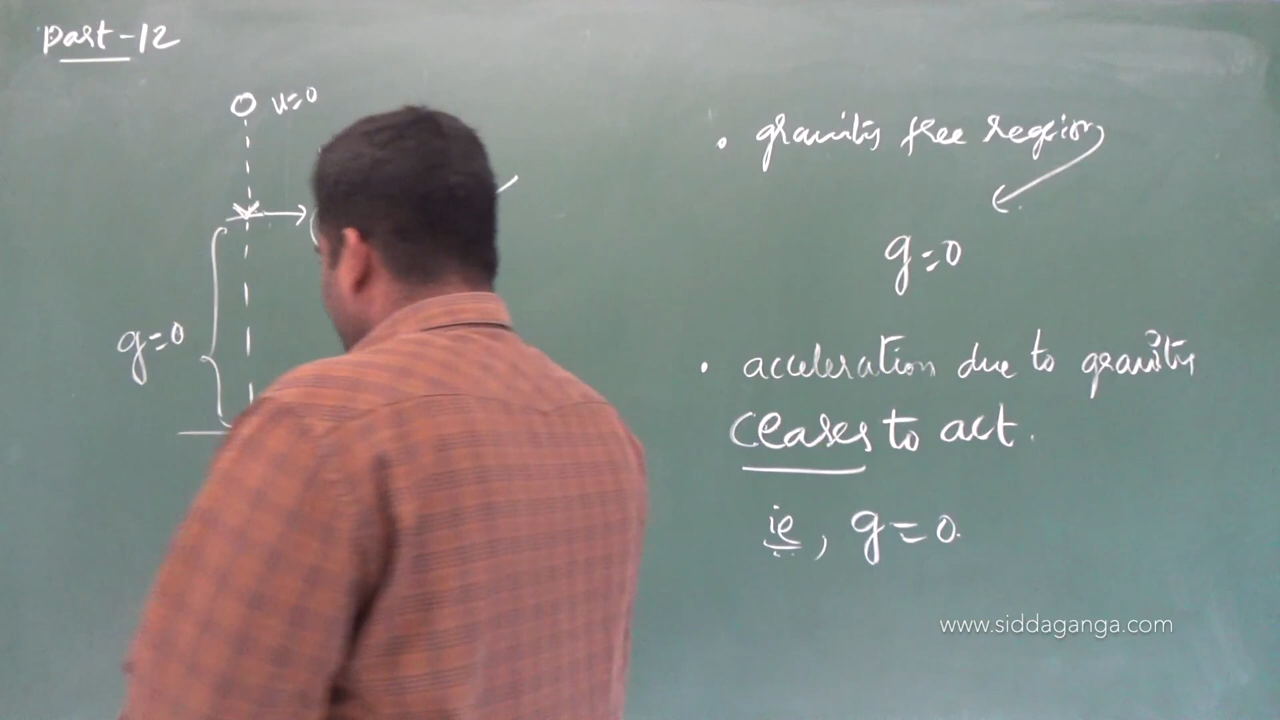 Part-12
u=0
g=0
. gravity free region
g=0
. acceleration due to gravity
ceases to act.
ie, g=0.
www.siddaganga.com